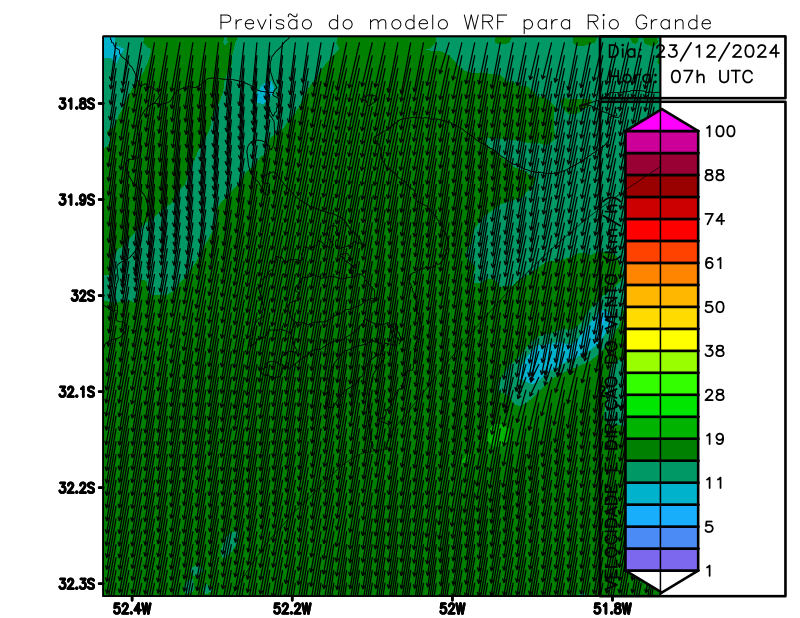 Previsão do modelo WRF para Rio Grande
Dia: 23/12/2024
Hora: 07h UTC
31.8S
31.9S
32S
32.1S
32.2S
32.3S
52.4W
52.2W
52W
51.8W
VELOCIDADE E DIREÇÃO DO VENTO (km/h)
100
88
74
61
50
38
28
19
11
5
1